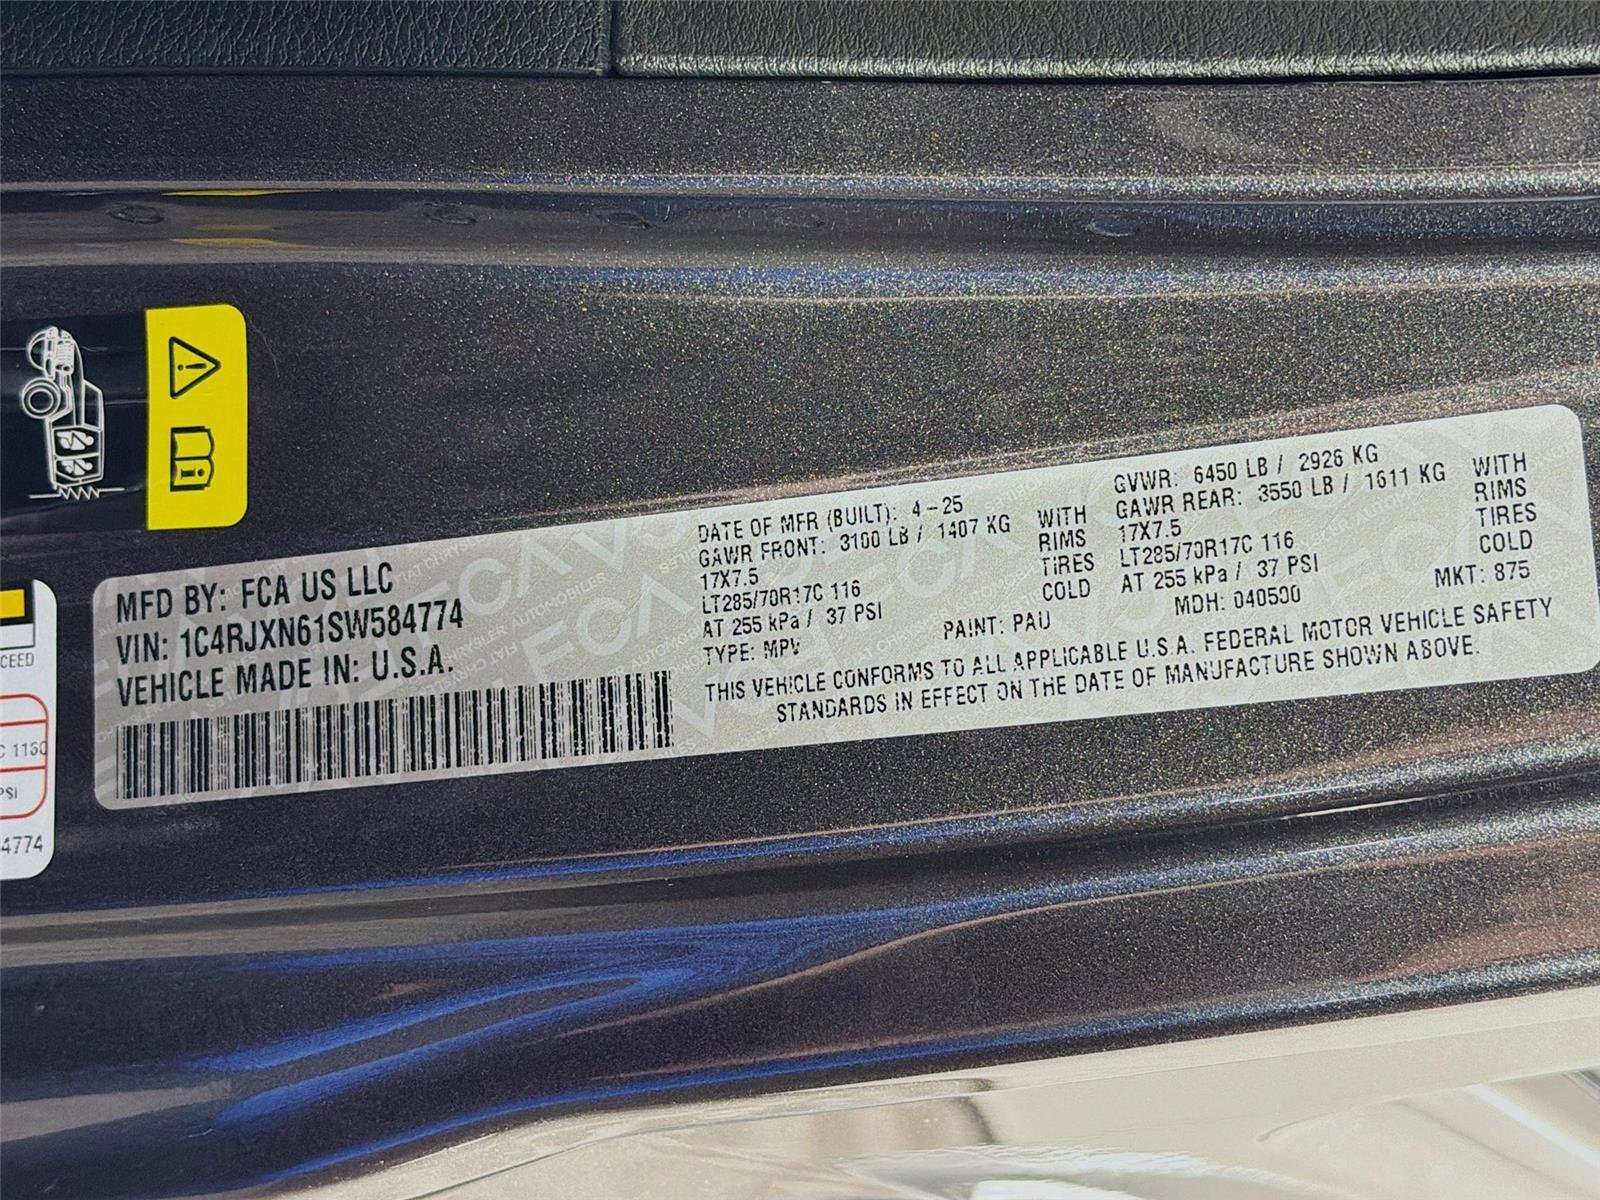 MFD BY: FCA US LLC
VIN: 1C4RJXN61SW584774
VEHICLE MADE IN: U.S.A.
DATE OF MFR (BUILT): 4-25
GAWR FRONT: 3100 LB / 1407 KG WITH
17X7.5 RIMS
LT285/70R17C 116 TIRES
AT 255 kPa / 37 PSI COLD
TYPE: MPV
PAINT: PAU
GVWR: 6450 LB / 2926 KG
GAWR REAR: 3550 LB / 1611 KG WITH
17X7.5 RIMS
LT285/70R17C 116 TIRES
AT 255 kPa / 37 PSI COLD
MDH: 040500 MKT: 875
THIS VEHICLE CONFORMS TO ALL APPLICABLE U.S.A. FEDERAL MOTOR VEHICLE SAFETY
STANDARDS IN EFFECT ON THE DATE OF MANUFACTURE SHOWN ABOVE.
CEED
C 116C
PSI
4774